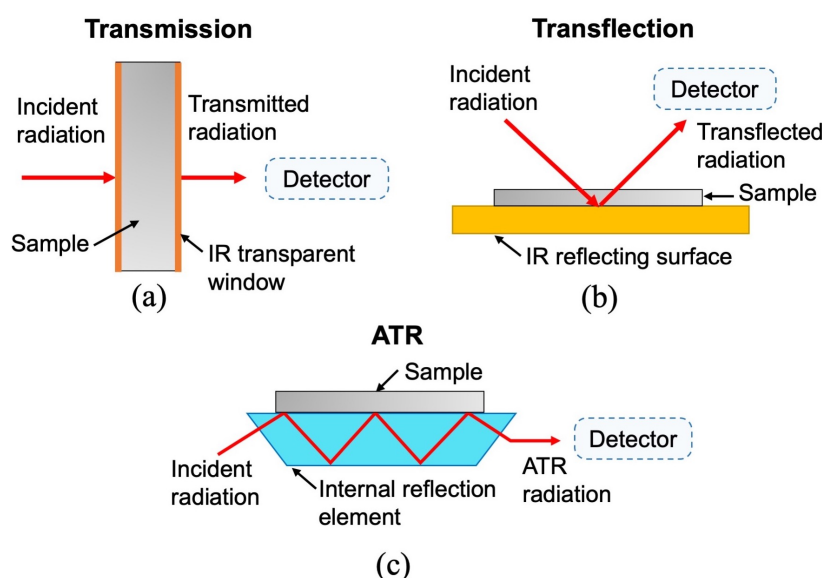 Transmission
Incident
radiation
Transmitted
radiation
Detector
Sample
IR transparent
window
(a)
Transflection
Incident
radiation
Detector
Transflected
radiation
Sample
IR reflecting surface
(b)
ATR
Sample
Incident
radiation
Internal reflection
element
ATR
radiation
Detector
(c)